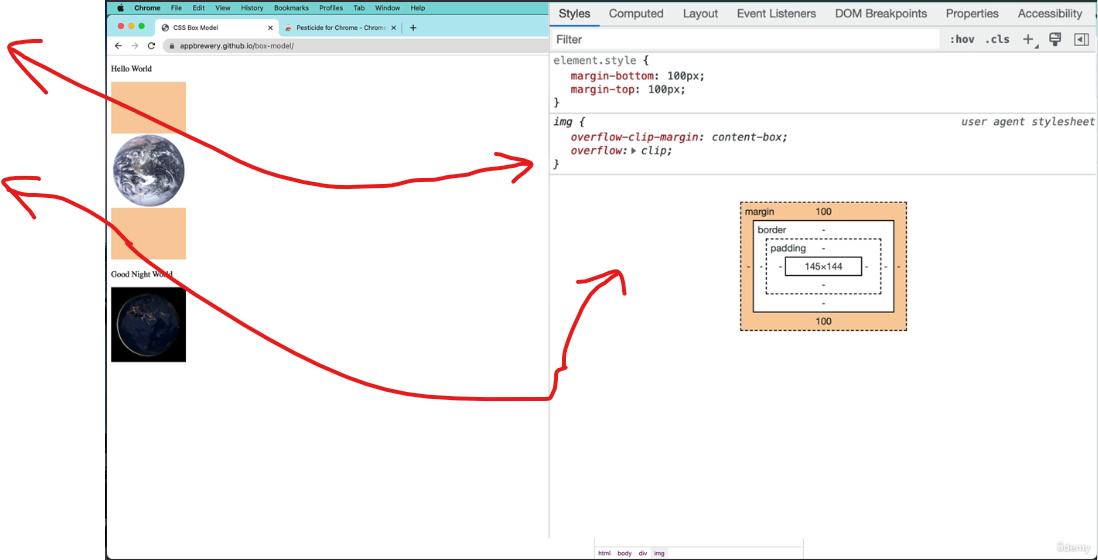 Chrome File Edit View History Bookmarks Profiles Tab Window Help
CSS Box Model Pesticide for Chrome - Chrom
appbrewery.github.io/box-model/
Hello World
Good Night World
Styles Computed Layout Event Listeners DOM Breakpoints Properties Accessibility
Filter :hov .cls
element.style {
margin-bottom: 100px;
margin-top: 100px;
}
img { user agent stylesheet
overflow-clip-margin: content-box;
overflow: clip;
}
margin 100
border -
padding -
- - - 145×144 - - -
-
-
100
html body div img
ûdemy